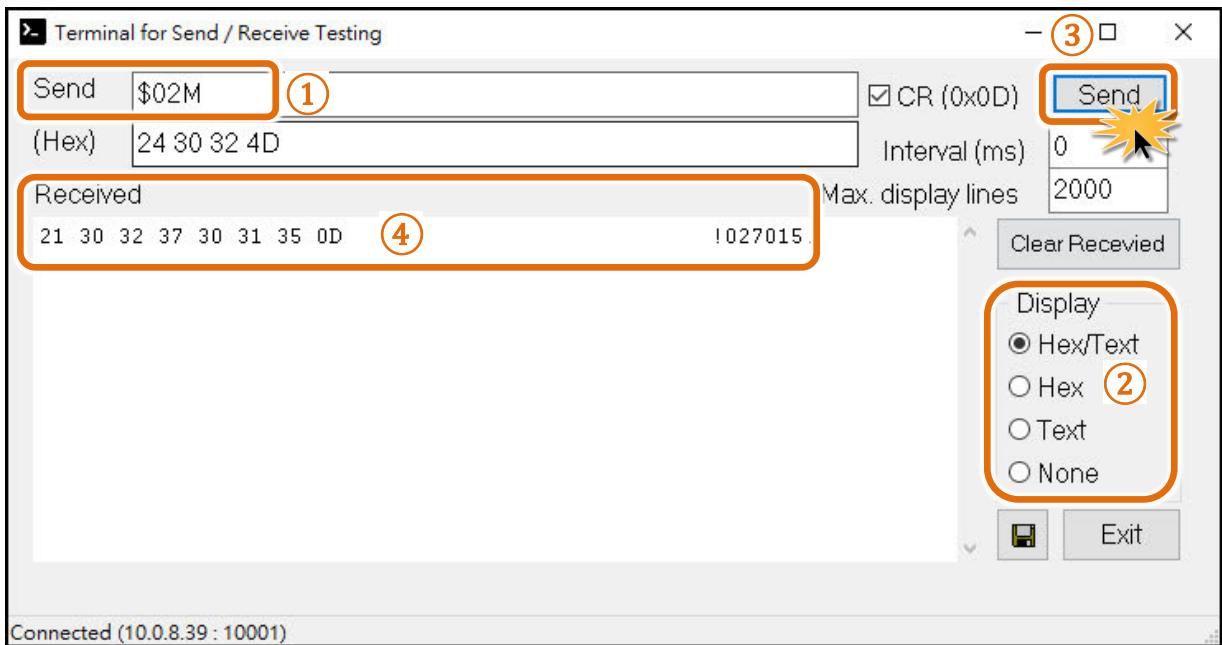 Terminal for Send / Receive Testing
③
Send $02M ① CR (0x0D) Send
(Hex) 24 30 32 4D Interval (ms) 0
Received Max. display lines 2000
21 30 32 37 30 31 35 0D ④ !027015. Clear Recevied
Display
Hex/Text
Hex ②
Text
None
Exit
Connected (10.0.8.39 : 10001)